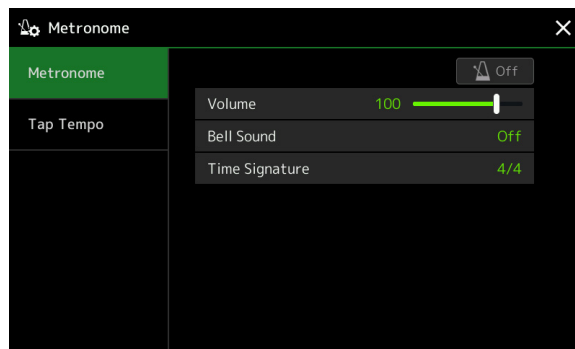 Metronome
Metronome
Off
Volume 100
Tap Tempo
Bell Sound Off
Time Signature 4/4